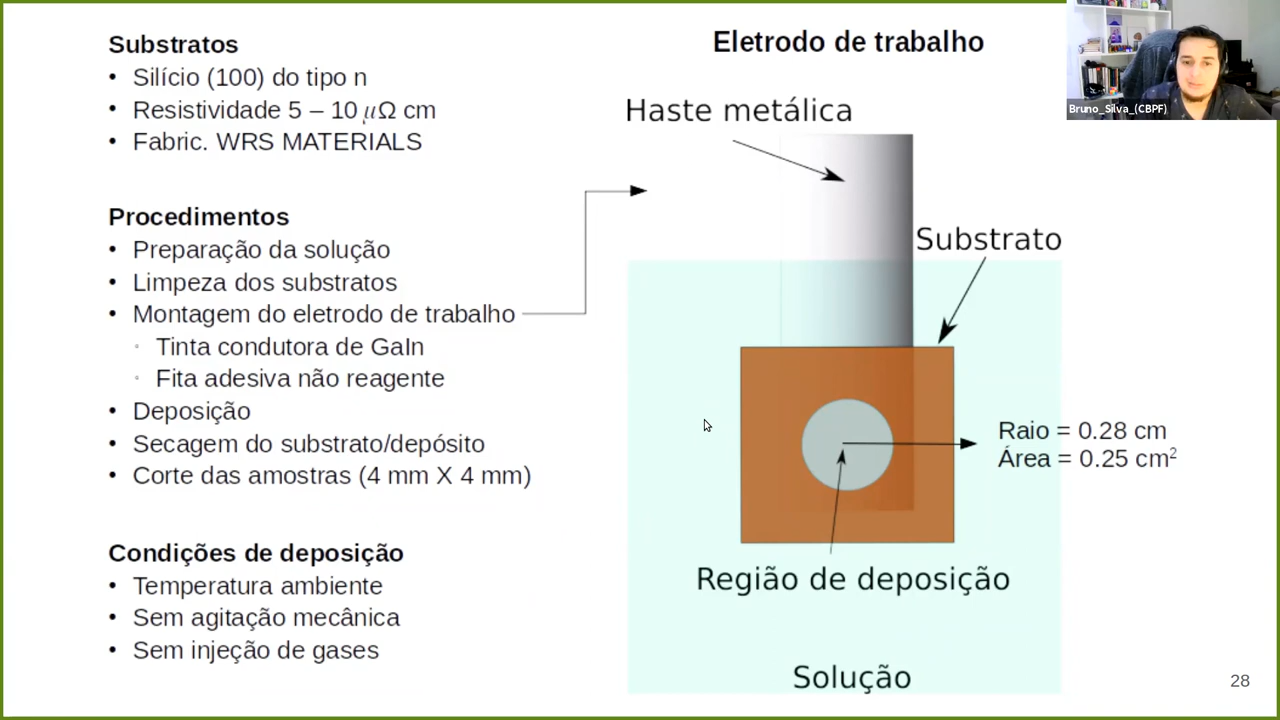 Substratos
• Silício (100) do tipo n
• Resistividade 5 – 10 𝜇Ω cm
• Fabric. WRS MATERIALS
Procedimentos
• Preparação da solução
• Limpeza dos substratos
• Montagem do eletrodo de trabalho
◦ Tinta condutora de GaIn
◦ Fita adesiva não reagente
• Deposição
• Secagem do substrato/depósito
• Corte das amostras (4 mm X 4 mm)
Condições de deposição
• Temperatura ambiente
• Sem agitação mecânica
• Sem injeção de gases
Eletrodo de trabalho
Haste metálica
Substrato
Raio = 0.28 cm
Área = 0.25 cm²
Região de deposição
Solução
Bruno_Silva_(CBPF)
28